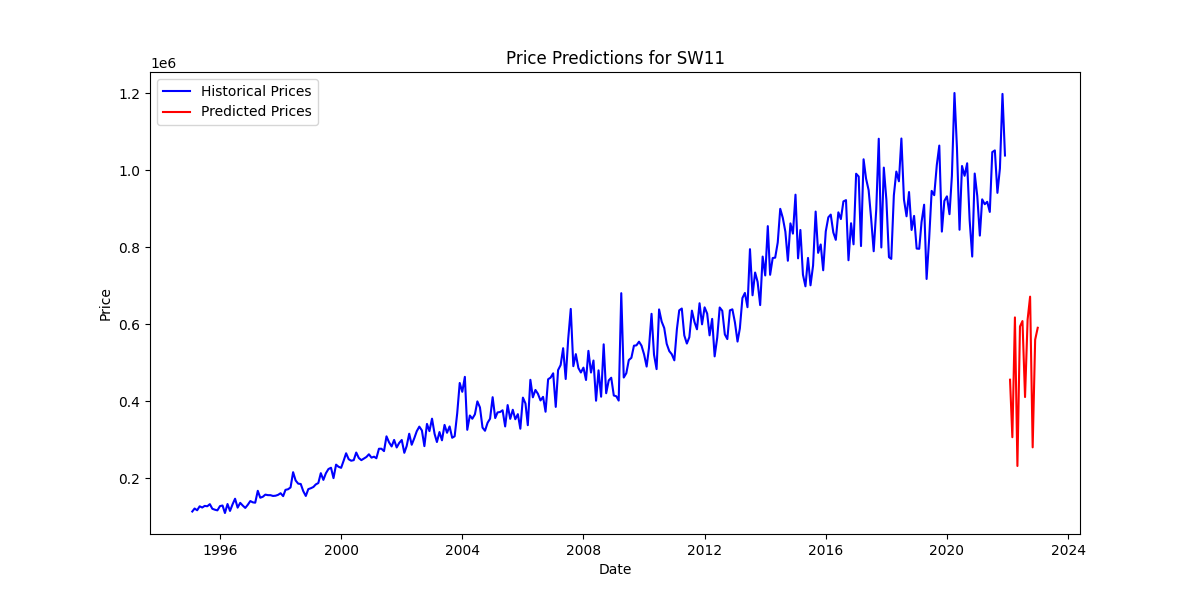 Price Predictions for SW11
1e6
Historical Prices
Predicted Prices
1.2
1.0
0.8
0.6
0.4
0.2
Price
1996 2000 2004 2008 2012 2016 2020 2024
Date